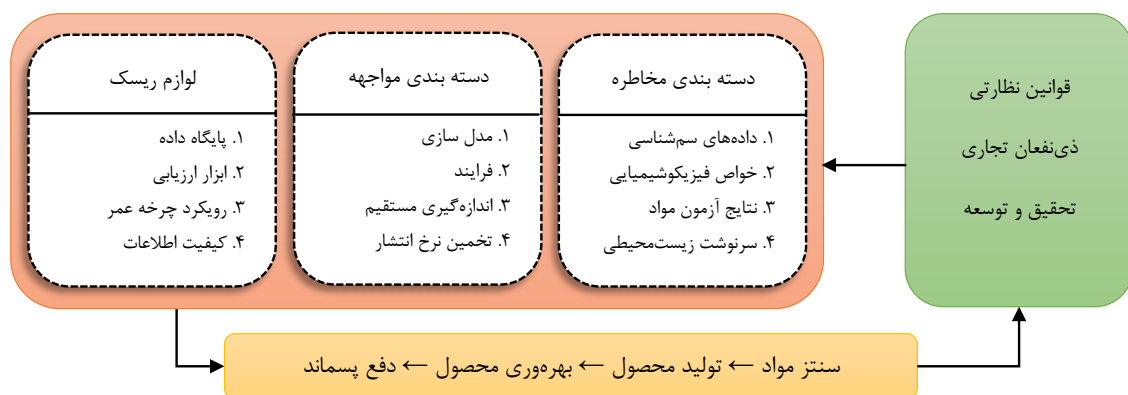 قوانین نظارتی
ذی‌نفعان تجاری
تحقیق و توسعه
دسته بندی مخاطره
۱. داده‌های سم‌شناسی
۲. خواص فیزیکوشیمیایی
۳. نتایج آزمون مواد
۴. سرنوشت زیست‌محیطی
دسته بندی مواجهه
۱. مدل سازی
۲. فرایند
۳. اندازه‌گیری مستقیم
۴. تخمین نرخ انتشار
لوازم ریسک
۱. پایگاه داده
۲. ابزار ارزیابی
۳. رویکرد چرخه عمر
۴. کیفیت اطلاعات
سنتز مواد ← تولید محصول ← بهره‌وری محصول ← دفع پسماند